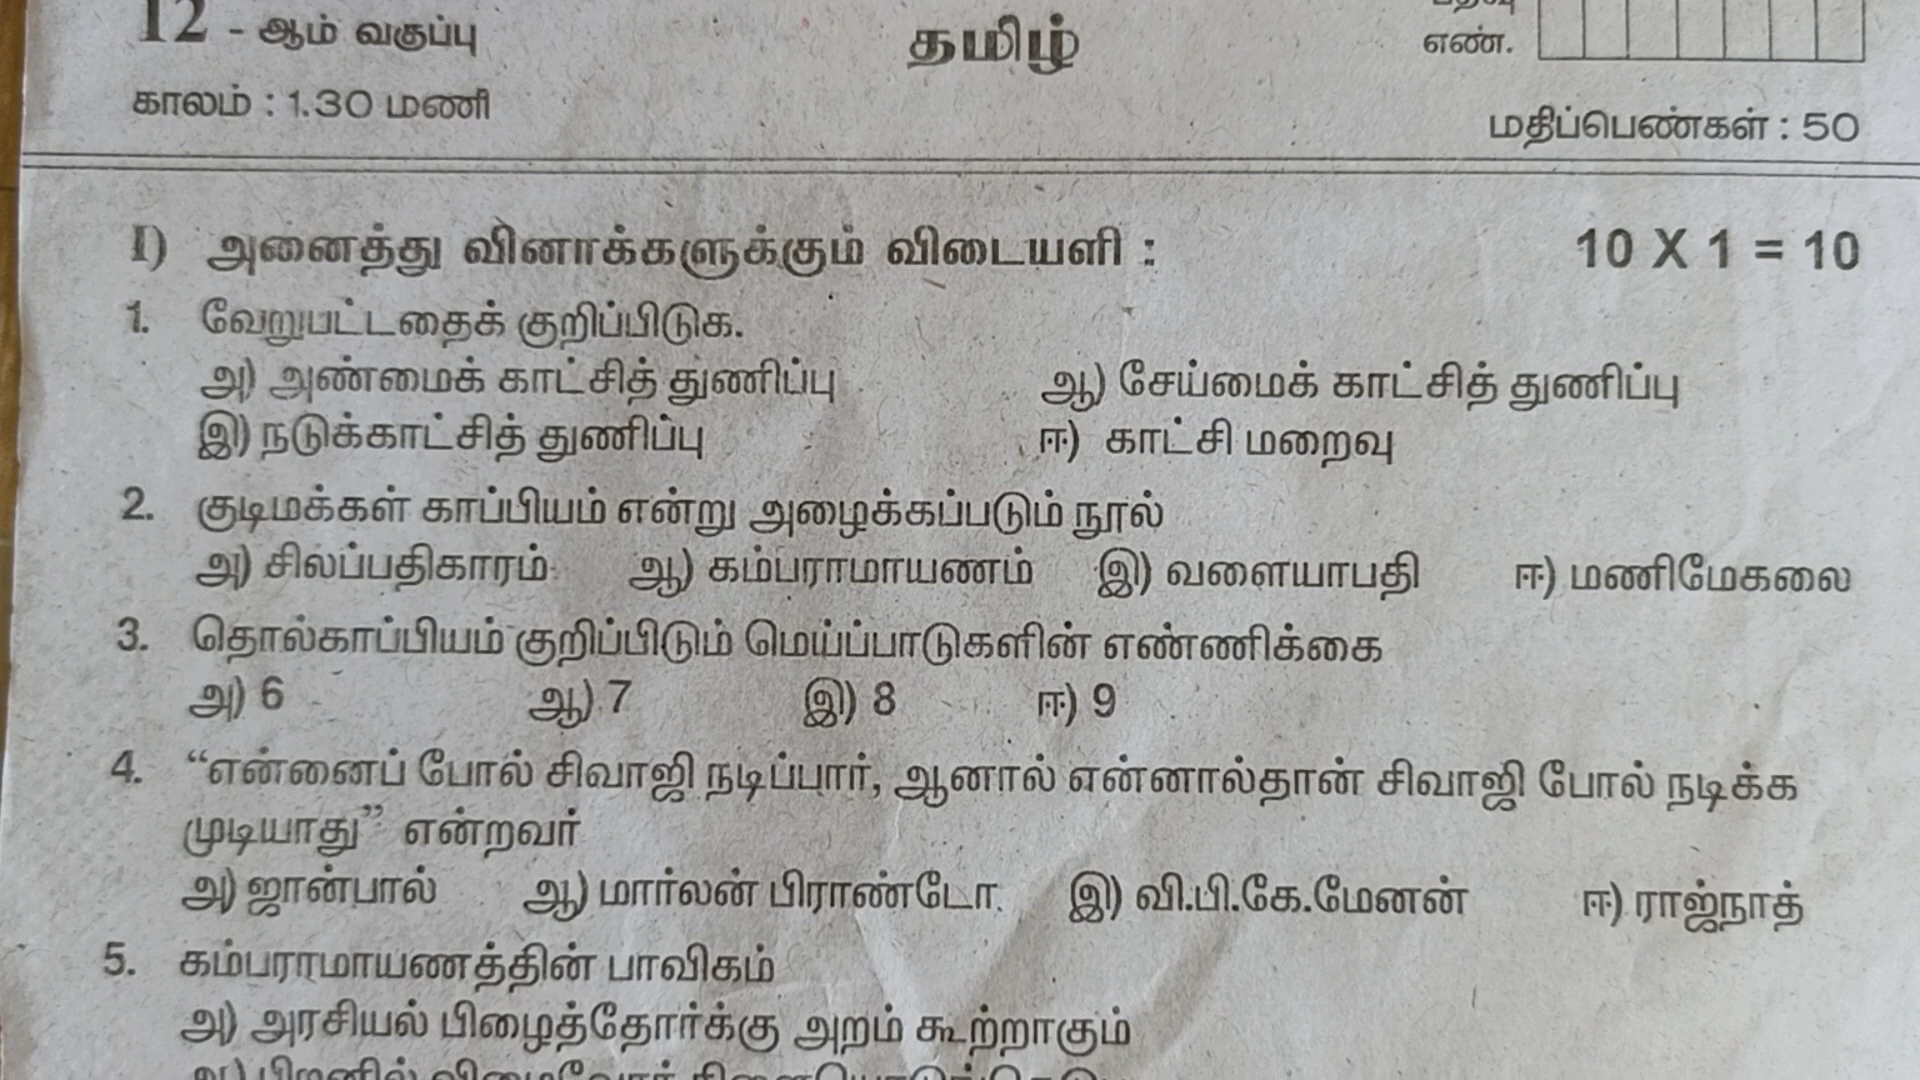 12 - ஆம் வகுப்பு
தமிழ்
எண்.
காலம் : 1.30 மணி
மதிப்பெண்கள் : 50
I) அனைத்து வினாக்களுக்கும் விடையளி : 10 X 1 = 10
1. வேறுபட்டதைக் குறிப்பிடுக.
அ) அண்மைக் காட்சித் துணிப்பு ஆ) சேய்மைக் காட்சித் துணிப்பு
இ) நடுக்காட்சித் துணிப்பு ஈ) காட்சி மறைவு
2. குடிமக்கள் காப்பியம் என்று அழைக்கப்படும் நூல்
அ) சிலப்பதிகாரம் ஆ) கம்பராமாயணம் இ) வளையாபதி ஈ) மணிமேகலை
3. தொல்காப்பியம் குறிப்பிடும் மெய்ப்பாடுகளின் எண்ணிக்கை
அ) 6 ஆ) 7 இ) 8 ஈ) 9
4. “என்னைப் போல் சிவாஜி நடிப்பார், ஆனால் என்னால்தான் சிவாஜி போல் நடிக்க
முடியாது” என்றவர்
அ) ஜான்பால் ஆ) மார்லன் பிராண்டோ இ) வி.பி.கே.மேனன் ஈ) ராஜ்நாத்
5. கம்பராமாயணத்தின் பாவிகம்
அ) அரசியல் பிழைத்தோர்க்கு அறம் கூற்றாகும்